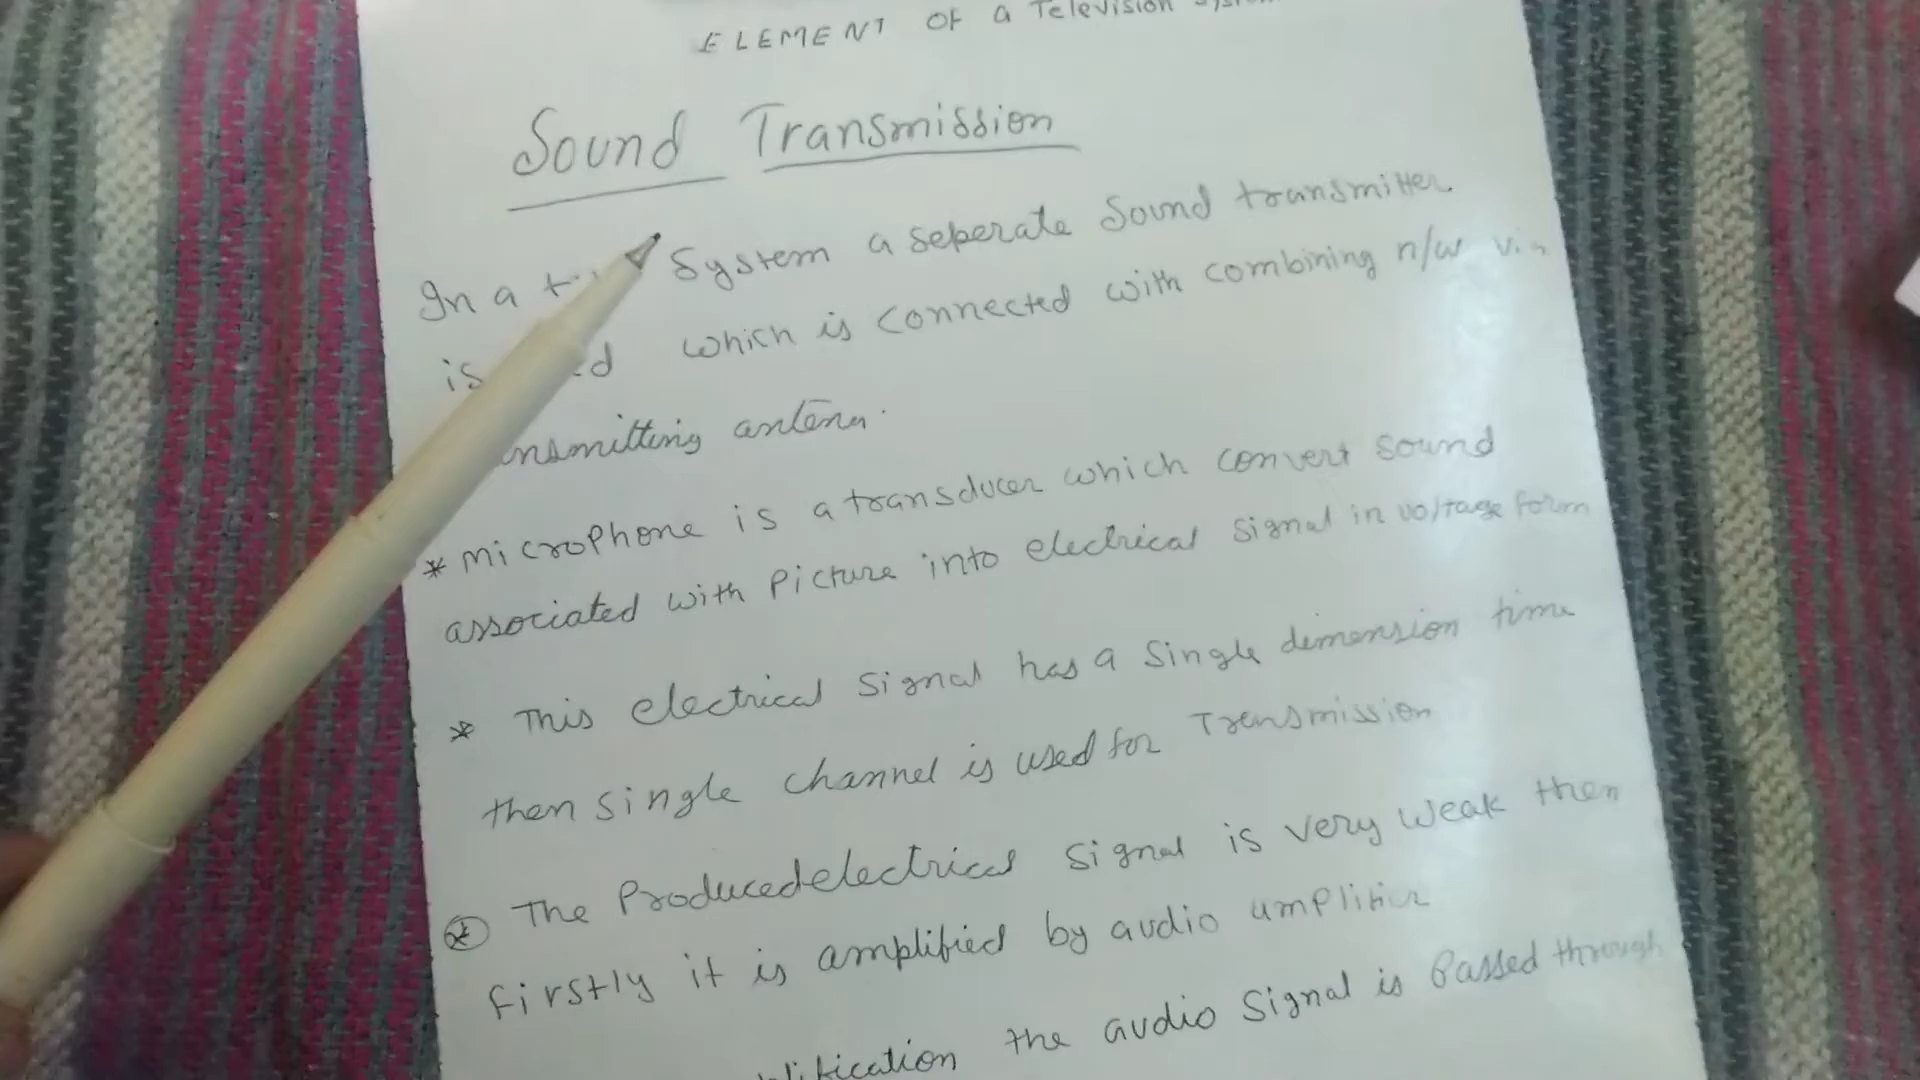 ELEMENT OF a Television
Sound Transmission
In a System a seperate Sound transmitter
is which is connected with combining n/w via
antena.
* microphone is a transducer which convert sound
associated with Picture into electrical signal in voltage form
* This electrical signal has a single dimension time
then single channel is used for Transmission
* The Produced electrical signal is very weak then
firstly it is amplified by audio amplifier
the audio signal is passed through